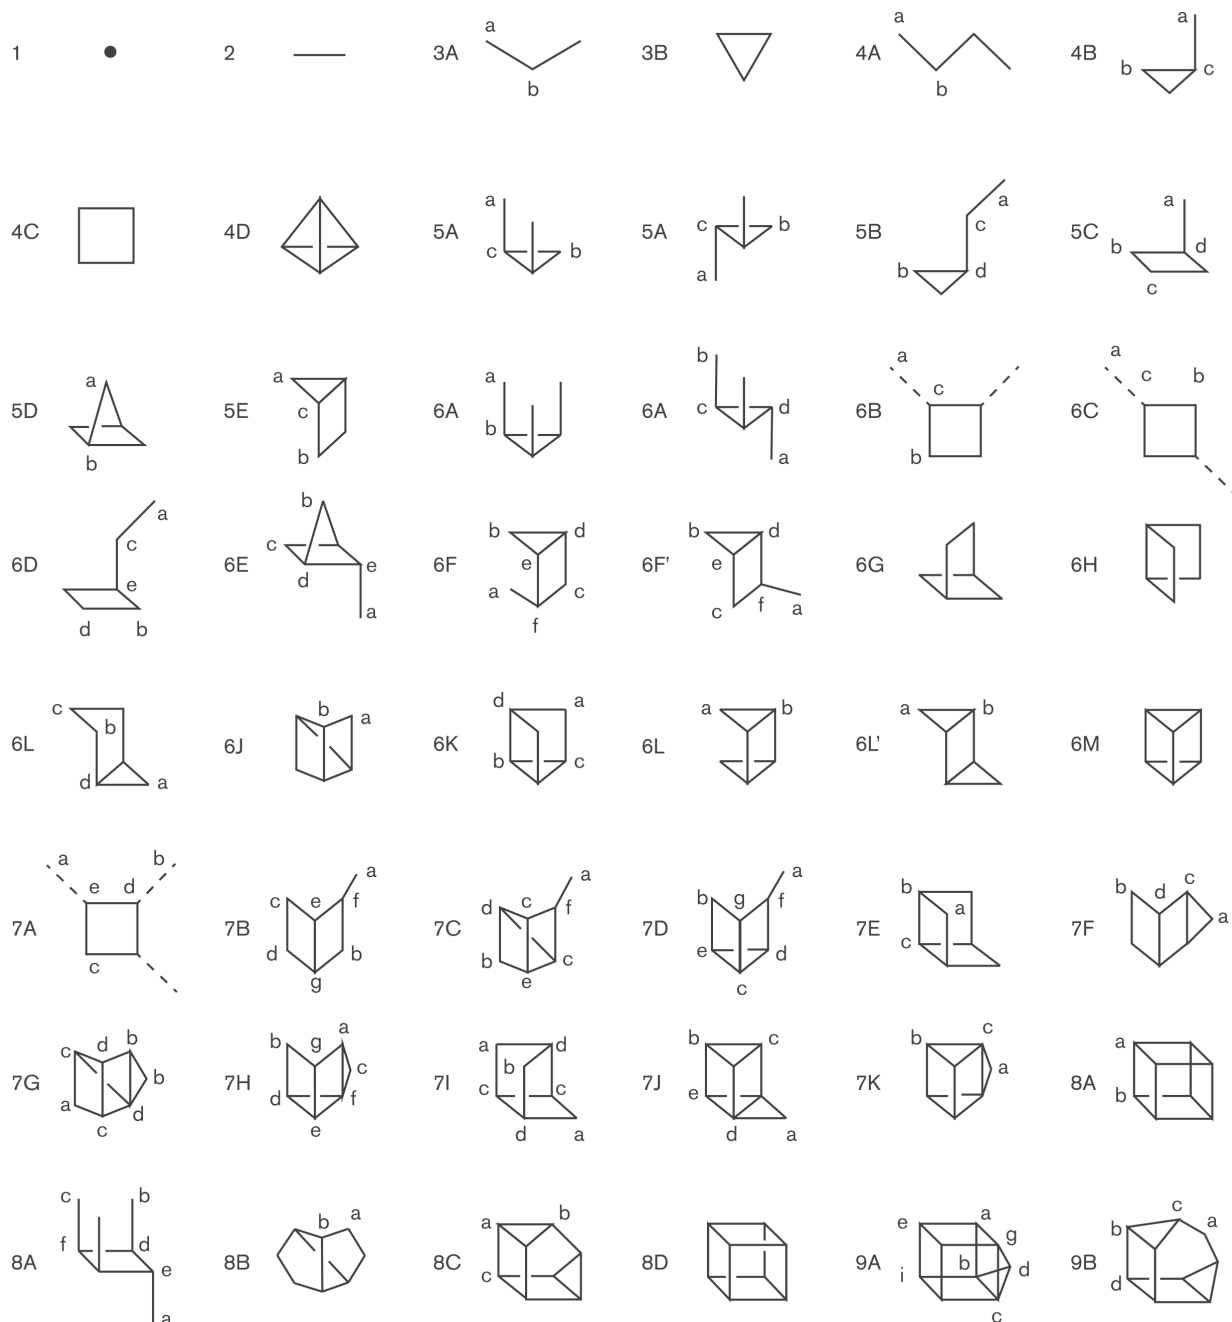 1 2 3A a b 3B 4A a b 4B a b c
4C 4D 5A a c b 5A c b a 5B a c b d 5C a b d c
5D a b 5E a c b 6A a b 6A b c d a 6B a c b 6C a c b
6D a c e d b 6E b c d e a 6F b d e a c f 6F’ b d e c f a 6G 6H
6L c b d a 6J b a 6K d a b c 6L a b 6L’ a b 6M
7A a b e d c 7B a c e f d b g 7C a d c f b c e 7D a b g f e d c 7E b a c 7F b d c a
7G c d b b a d c 7H b g a c d f e 7I a d b c c d a 7J b c e d a 7K b c a 8A a b
8A c b f d e a 8B b a 8C a b c 8D 9A e a g b d i c 9B c a b d